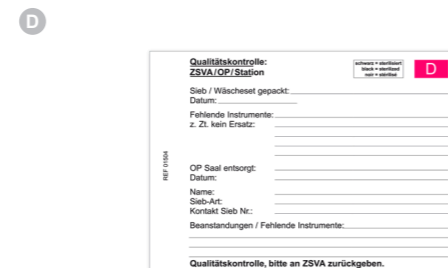 D
Qualitätskontrolle:
ZSVA/OP/Station
schwarz = sterilisiert
black = sterilized
noir = stérilisé
D
Sieb / Wäscheset gepackt:
Datum:
Fehlende Instrumente:
z. Zt. kein Ersatz:
REF 01504
OP Saal entsorgt:
Datum:
Name:
Sieb-Art:
Kontakt Sieb Nr.:
Beanstandungen / Fehlende Instrumente:
Qualitätskontrolle, bitte an ZSVA zurückgeben.